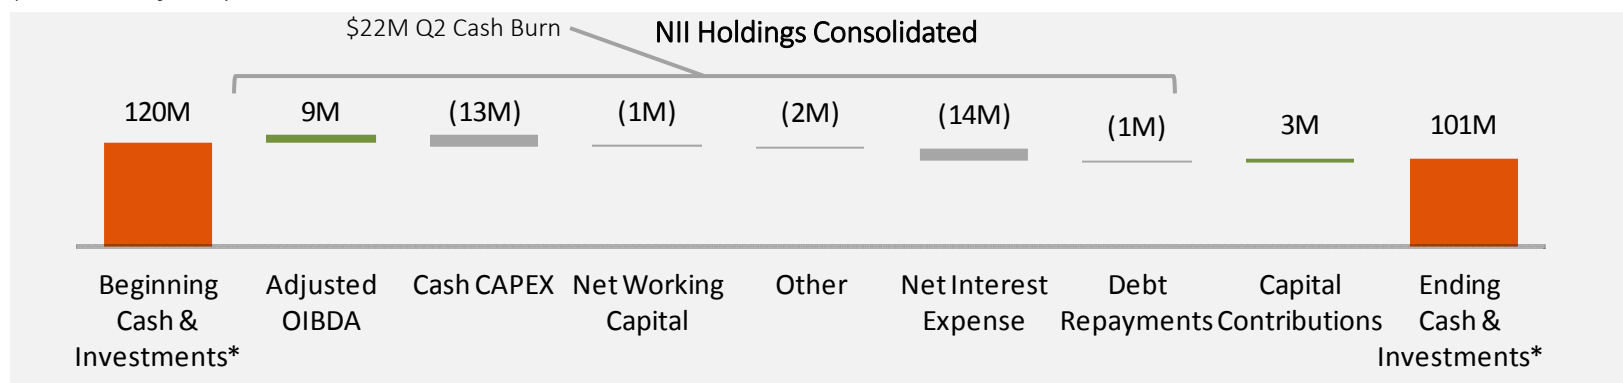 $22M Q2 Cash Burn
NII Holdings Consolidated
120M
9M
(13M)
(1M)
(2M)
(14M)
(1M)
3M
101M
Beginning
Cash &
Investments*
Adjusted
OIBDA
Cash CAPEX
Net Working
Capital
Other
Net Interest
Expense
Debt
Repayments
Capital
Contributions
Ending
Cash &
Investments*